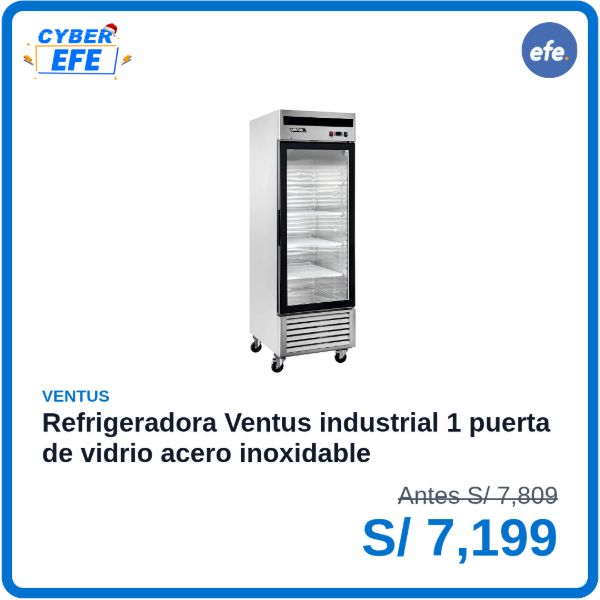 CYBER
EFE
efe.
VENTUS
Refrigeradora Ventus industrial 1 puerta
de vidrio acero inoxidable
Antes S/ 7,809
S/ 7,199